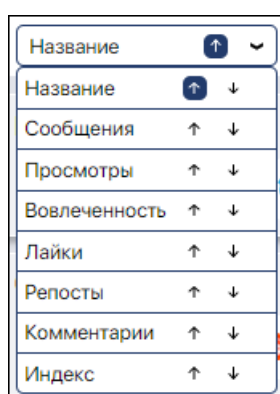 Название
Название
Сообщения
Просмотры
Вовлеченность
Лайки
Репосты
Комментарии
Индекс